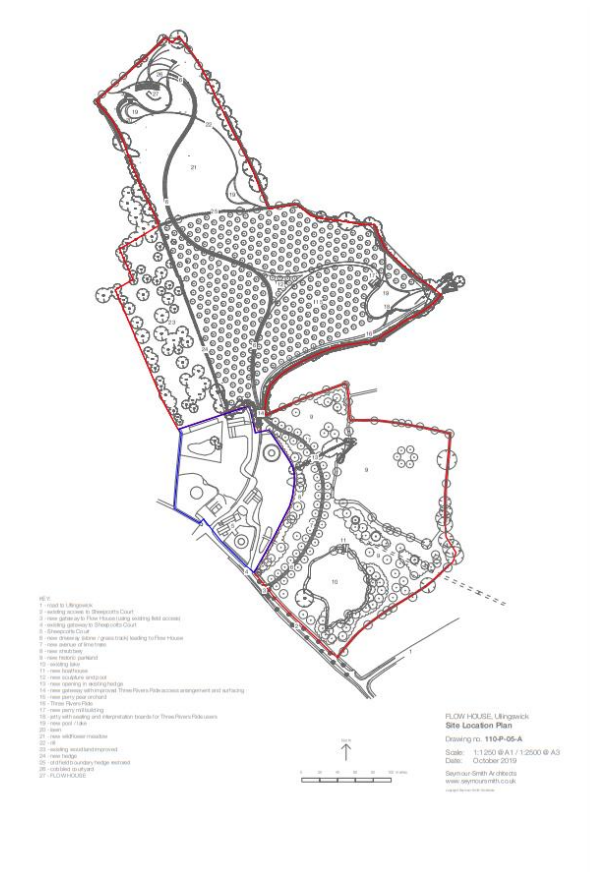 KEY:
1 - road to Ullingswick
2 - existing access to Sheepcotts Court
3 - new gateway to Flow House (using existing field access)
4 - existing gateway to Sheepcotts Court
5 - Sheepcotts Court
6 - new driveway (stone / grass track) leading to Flow House
7 - new avenue of lime trees
8 - new
9 - new historic parkland
10 - existing lake
11 - new boathouse
12 - new sculpture and
13 - new opening in existing hedge
14 - new gateway with improved Three Rivers Ride access arrangement and surfacing
15 - new perry pear orchard
16 - Three Rivers Ride
17 - new perry mill building
18 - jetty with seating and interpretation boards for Three Rivers Ride users
19 - new pool / lake
20 - lawn
21 - new wildflower meadow
22 - rill
23 - existing woodland improved
24 - new hedge
25 - old field boundary hedge restored
26 - cobbled courtyard
27 - FLOW HOUSE
FLOW HOUSE, Ullingswick
Site Location Plan
Drawing no. 110-P-05-A
Scale: 1:1250 @A1 / 1:2500 @ A3
Date: October 2019
Seymour-Smith Architects
www.seymoursmith.co.uk